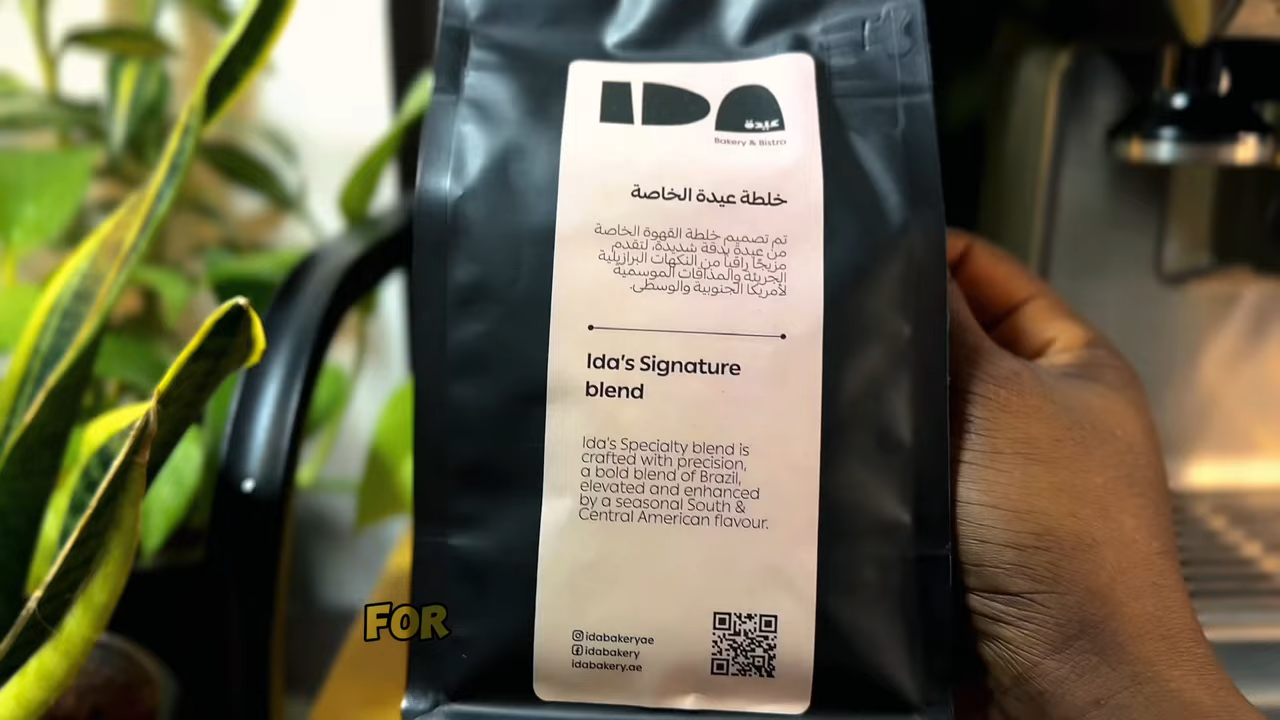 IDA
عيدة
Bakery & Bistro
خلطة عيدة الخاصة
تم تصميم خلطة القهوة الخاصة
من عيدة بدقة شديدة، لتقدم
مزيجًا راقيًا من النكهات البرازيلية
الجريئة والمذاقات الموسمية
لأمريكا الجنوبية والوسطى.
Ida's Signature
blend
Ida's Specialty blend is
crafted with precision,
a bold blend of Brazil,
elevated and enhanced
by a seasonal South &
Central American flavour.
idabakeryae
idabakery
idabakery.ae
FOR